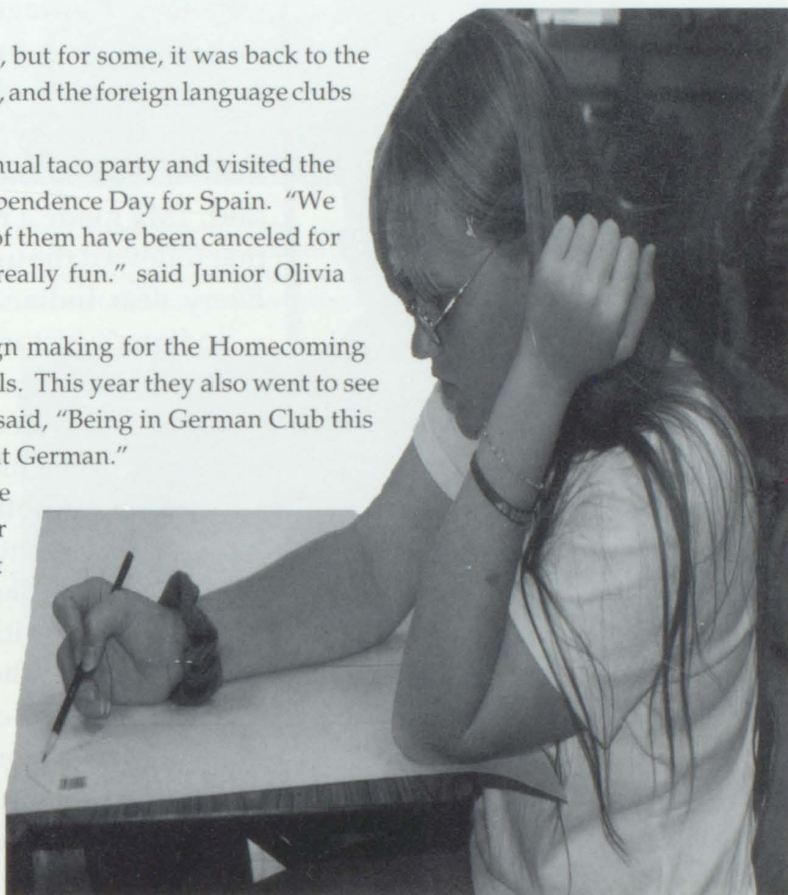 , but for some, it was back to the
, and the foreign language clubs
nual taco party and visited the
pendence Day for Spain. "We
of them have been canceled for
really fun." said Junior Olivia
gn making for the Homecoming
ls. This year they also went to see
said, "Being in German Club this
t German."
e
r
t